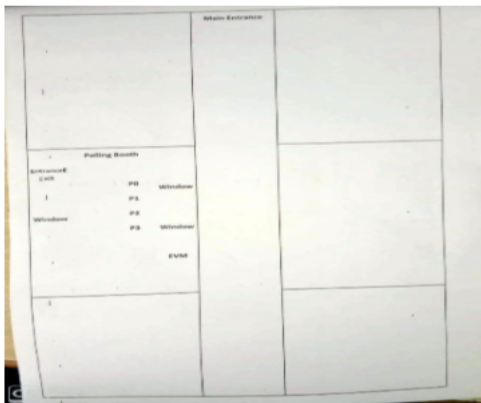 Main Entrance
Polling Booth
Entrance&
Exit
P0
Window
P1
P2
Window
P3
Window
EVM